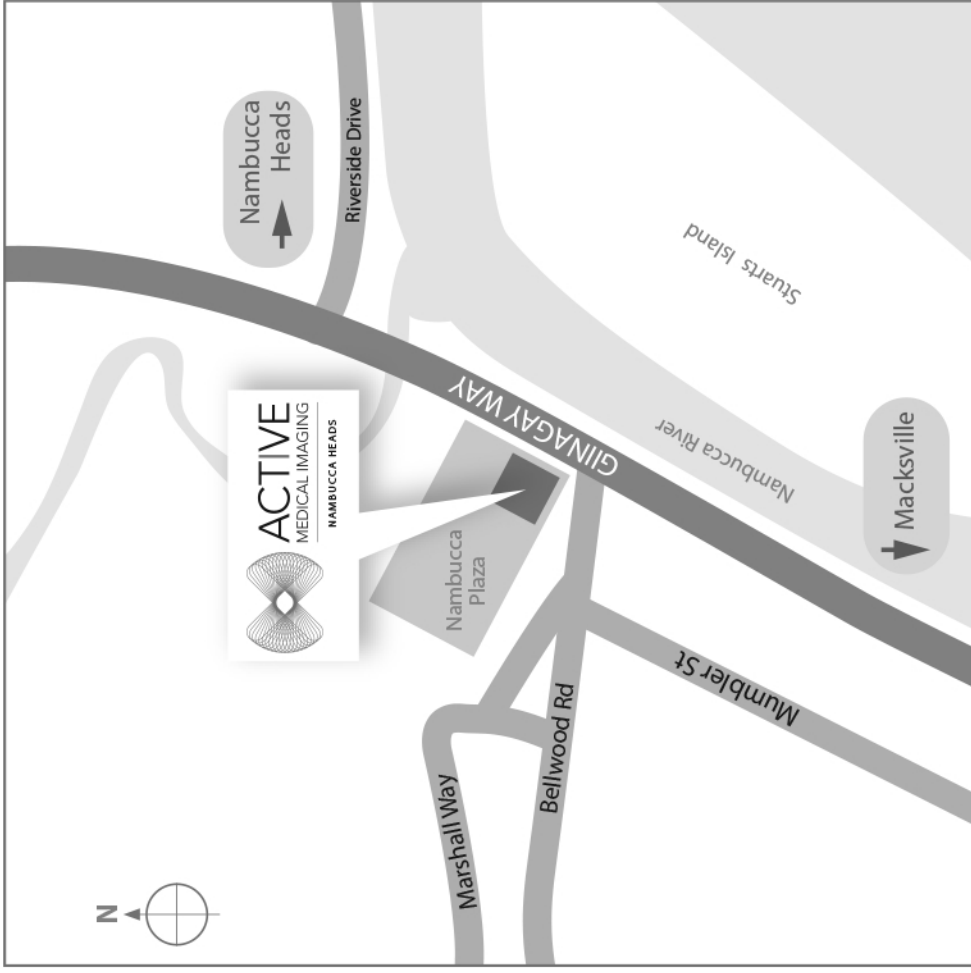 N
Nambucca
Heads
Riverside Drive
ACTIVE
MEDICAL IMAGING
NAMBUCCA HEADS
GIINAGAY WAY
Nambucca
Plaza
Stuarts Island
Nambucca River
Macksville
Mumbler St
Bellwood Rd
Marshall Way